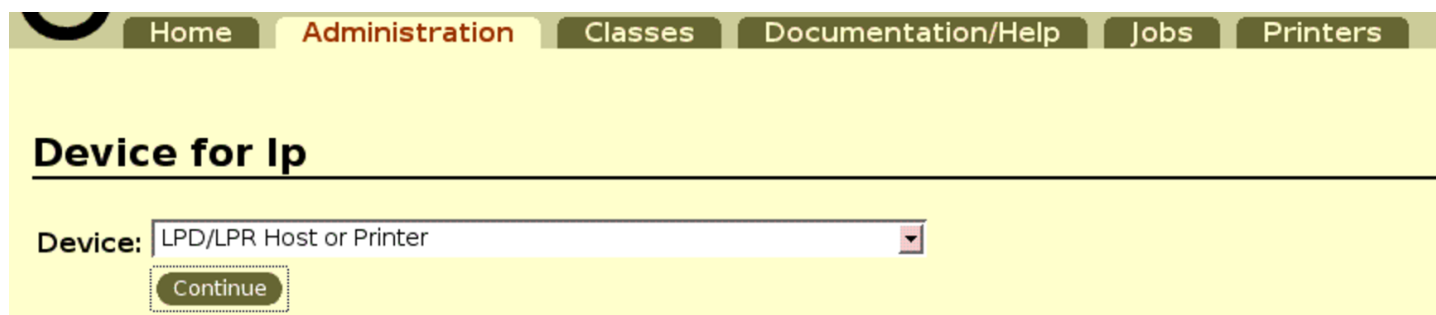 Home Administration Classes Documentation/Help Jobs Printers
Device for lp
Device: LPD/LPR Host or Printer
Continue